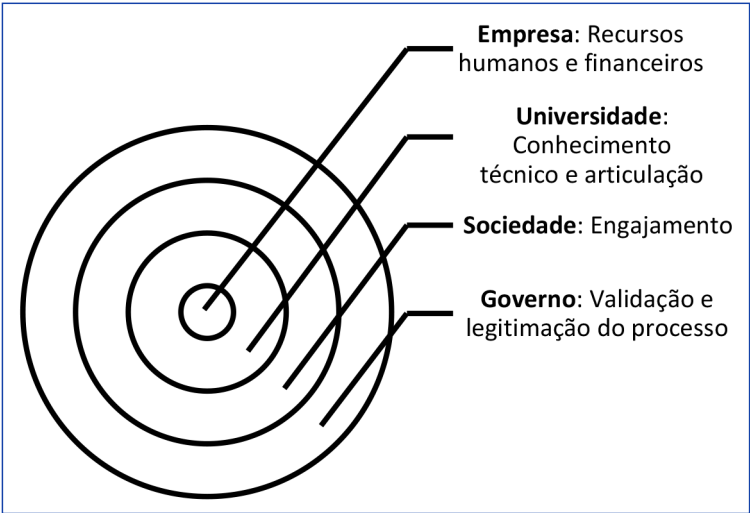 Empresa: Recursos
humanos e financeiros
Universidade:
Conhecimento
técnico e articulação
Sociedade: Engajamento
Governo: Validação e
legitimação do processo